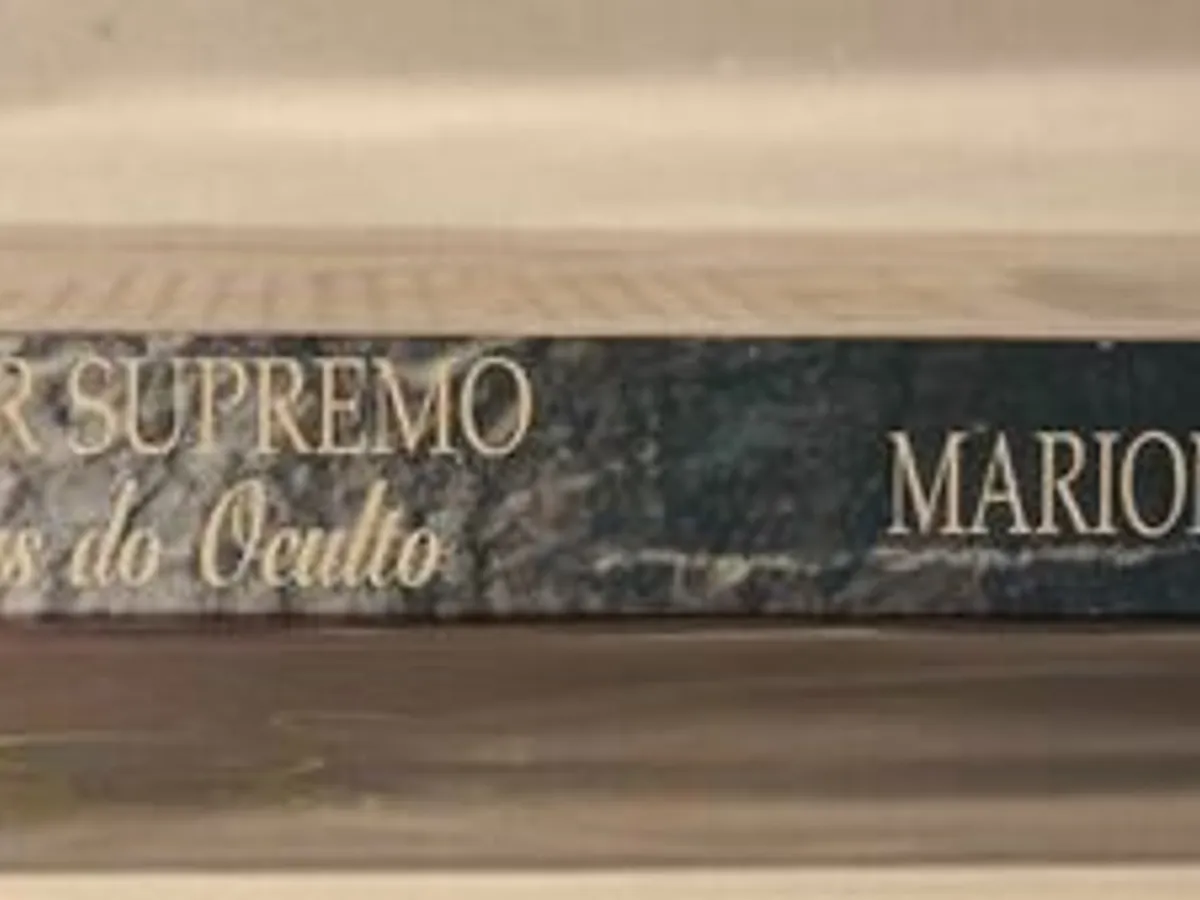 R SUPREMO
s do Oculto
MARIO